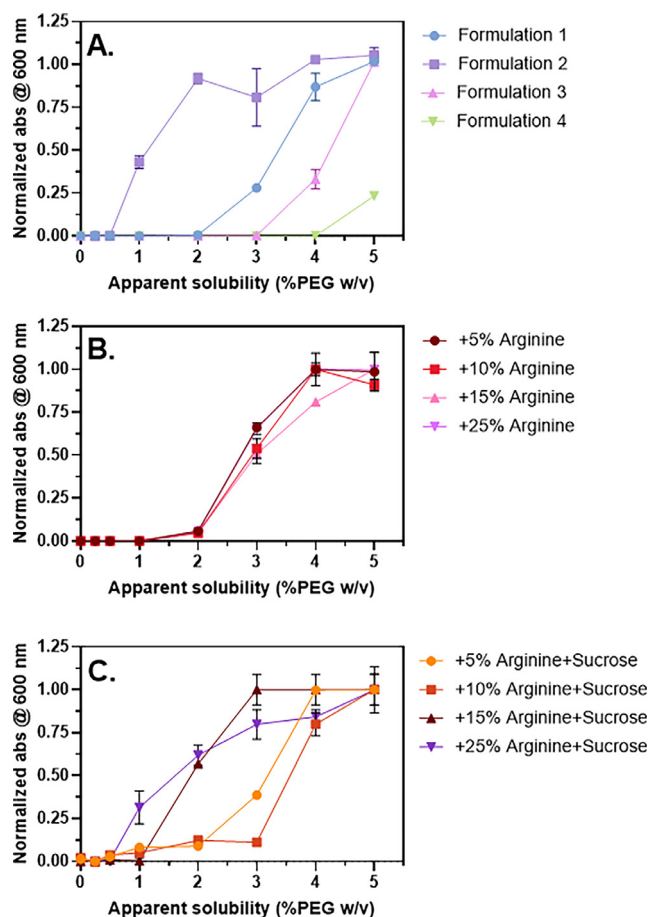 A.
Normalized abs @ 600 nm
1.25
1.00
0.75
0.50
0.25
0.00
0 1 2 3 4 5
Apparent solubility (%PEG w/v)
Formulation 1
Formulation 2
Formulation 3
Formulation 4
B.
Normalized abs @ 600 nm
1.25
1.00
0.75
0.50
0.25
0.00
0 1 2 3 4 5
Apparent solubility (%PEG w/v)
+5% Arginine
+10% Arginine
+15% Arginine
+25% Arginine
C.
Normalized abs @ 600 nm
1.25
1.00
0.75
0.50
0.25
0.00
0 1 2 3 4 5
Apparent solubility (%PEG w/v)
+5% Arginine+Sucrose
+10% Arginine+Sucrose
+15% Arginine+Sucrose
+25% Arginine+Sucrose